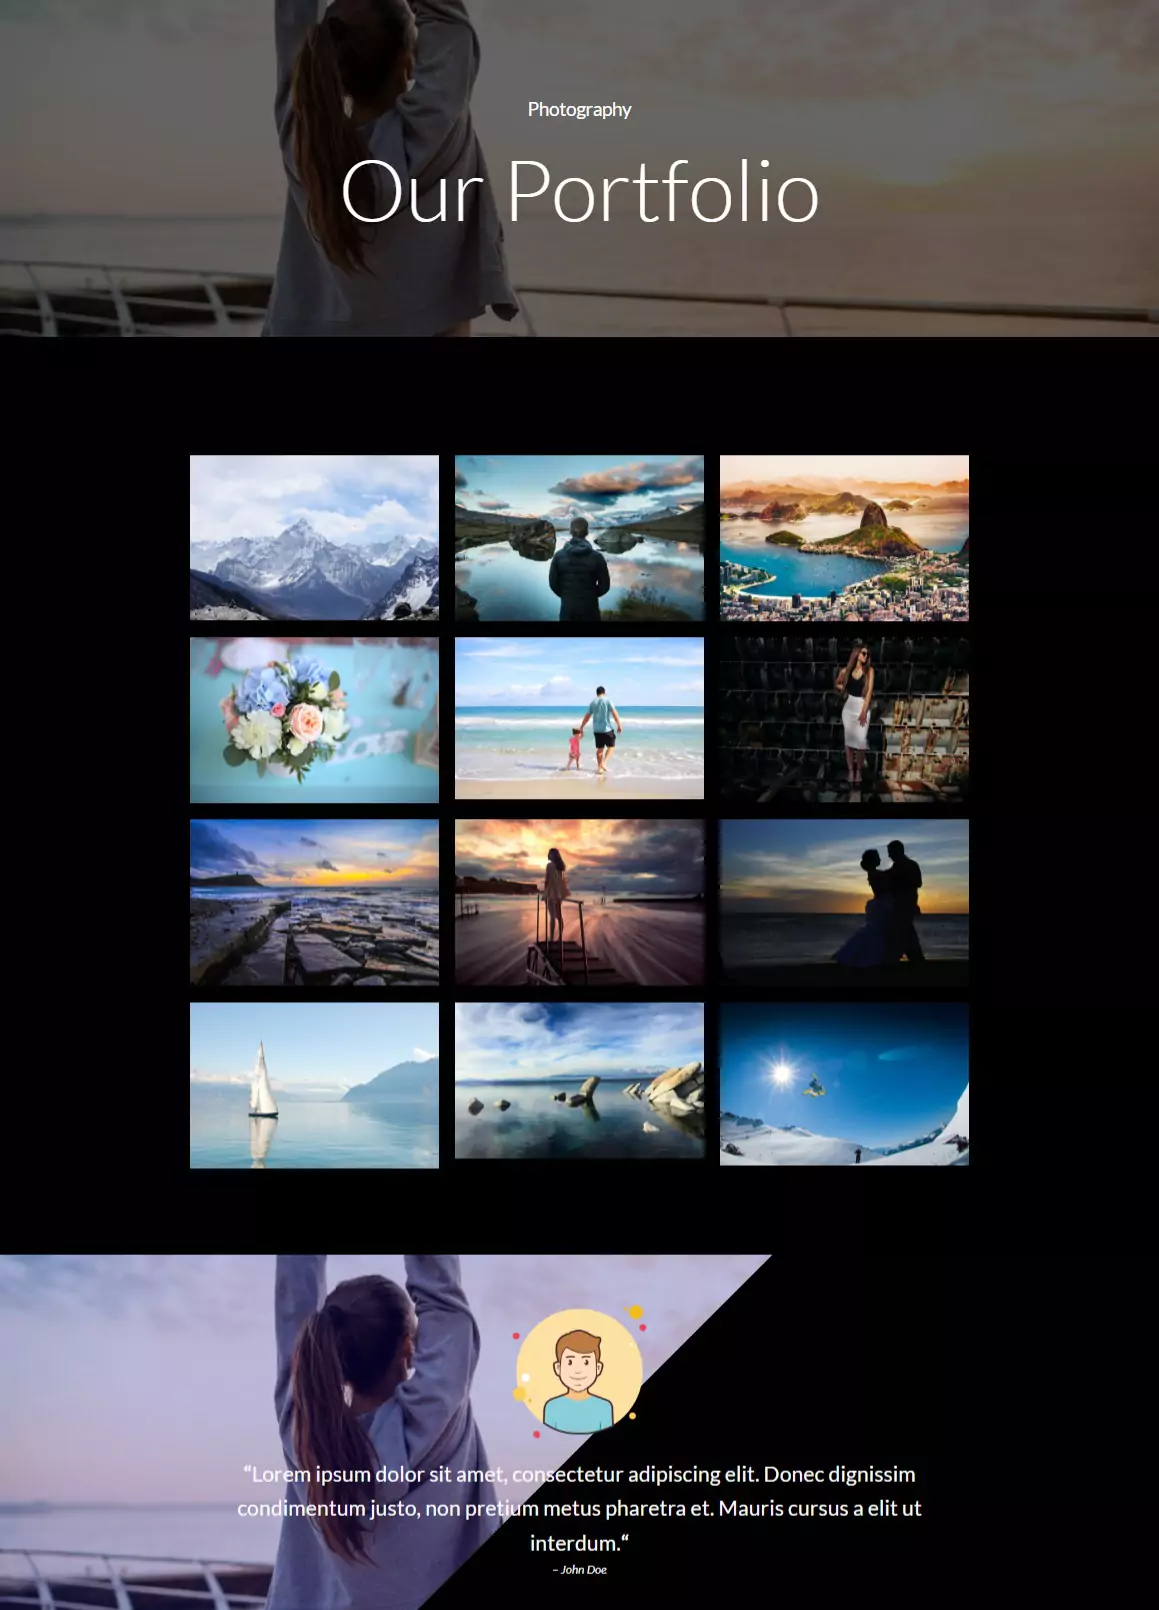 Photography
Our Portfolio
“Lorem ipsum dolor sit amet, consectetur adipiscing elit. Donec dignissim
condimentum justo, non pretium metus pharetra et. Mauris cursus a elit ut
interdum.“
– John Doe